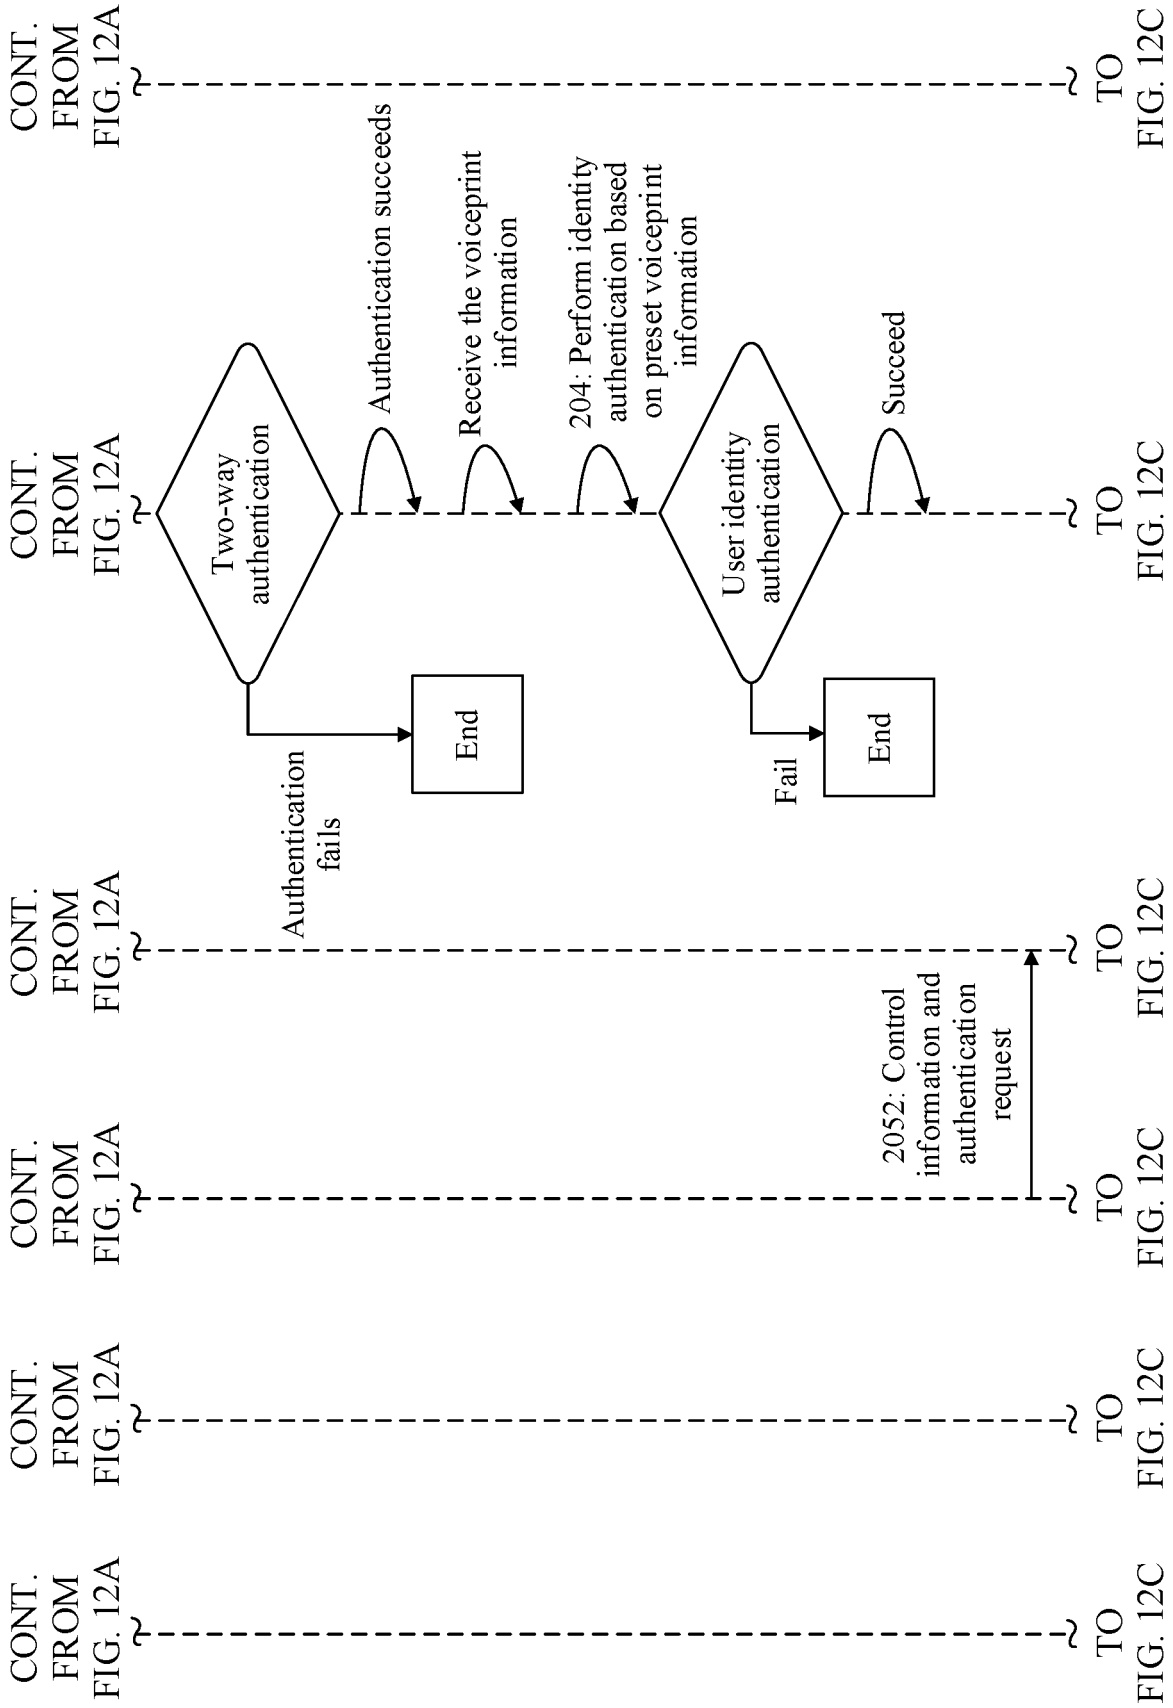 CONT.
FROM
FIG. 12A
CONT.
FROM
FIG. 12A
CONT.
FROM
FIG. 12A
CONT.
FROM
FIG. 12A
CONT.
FROM
FIG. 12A
CONT.
FROM
FIG. 12A
Two-way
authentication
Authentication
fails
Authentication succeeds
End
Receive the voiceprint
information
204: Perform identity
authentication based
on preset voiceprint
information
User identity
authentication
Fail
End
Succeed
2052: Control
information and
authentication
request
TO
FIG. 12C
TO
FIG. 12C
TO
FIG. 12C
TO
FIG. 12C
TO
FIG. 12C
TO
FIG. 12C